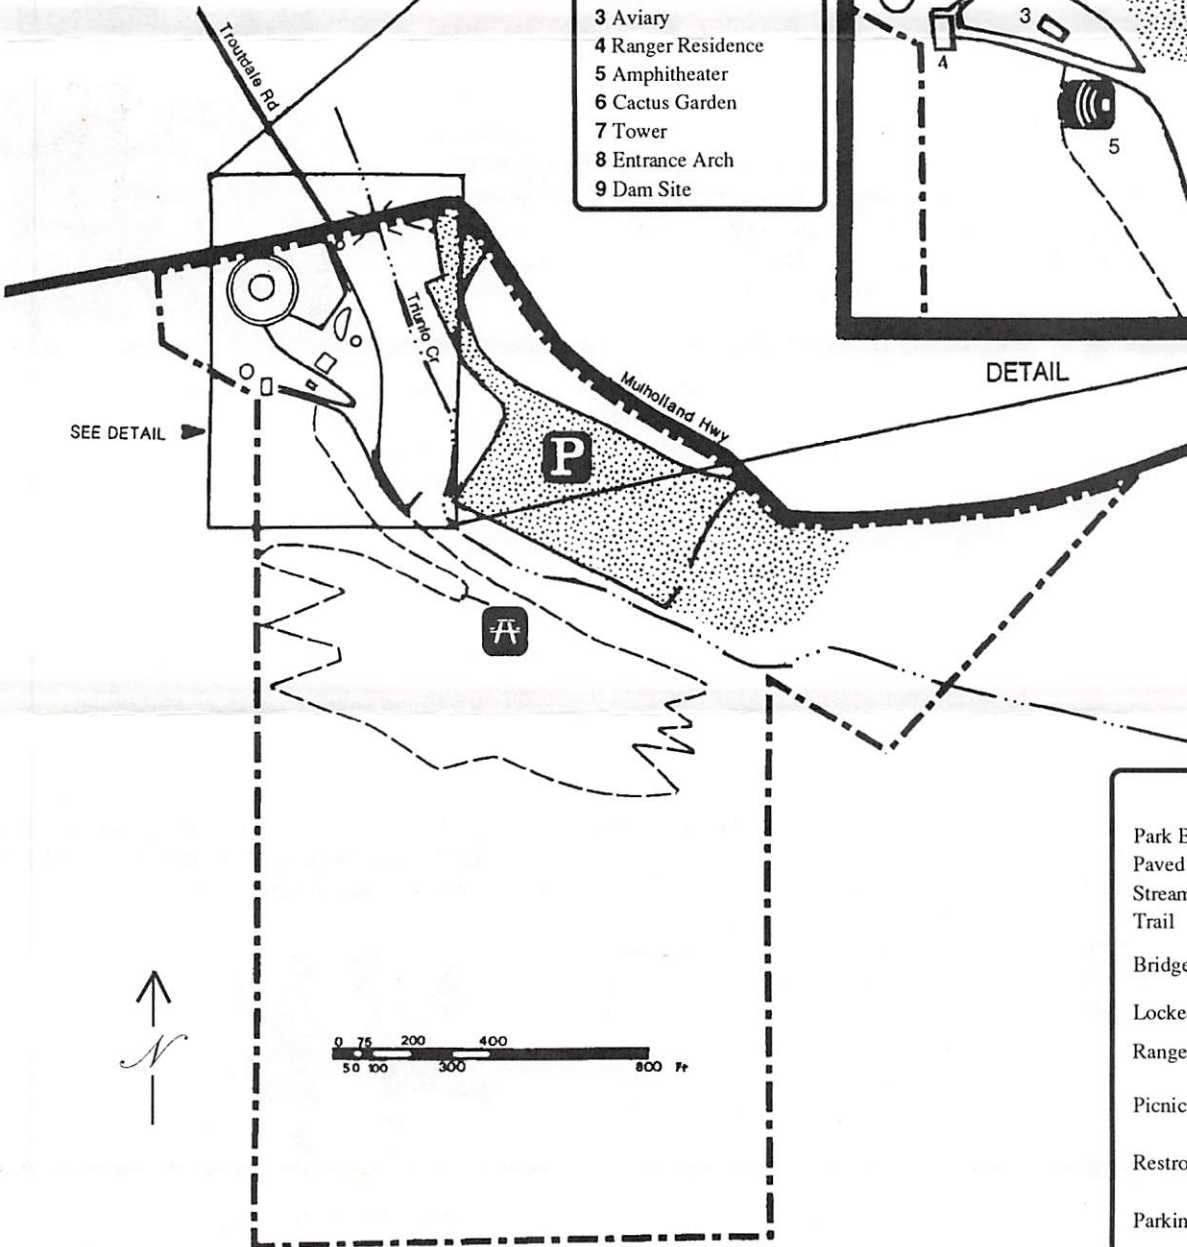 3 Aviary
4 Ranger Residence
5 Amphitheater
6 Cactus Garden
7 Tower
8 Entrance Arch
9 Dam Site
3
4
5
DETAIL
Troutdale Rd
Triunfo Cr
Mulholland Hwy
SEE DETAIL
P
N
0 75 200 400
50 100 300 800 Ft
Park B
Paved
Stream
Trail
Bridge
Locke
Range
Picnic
Restro
Parkin